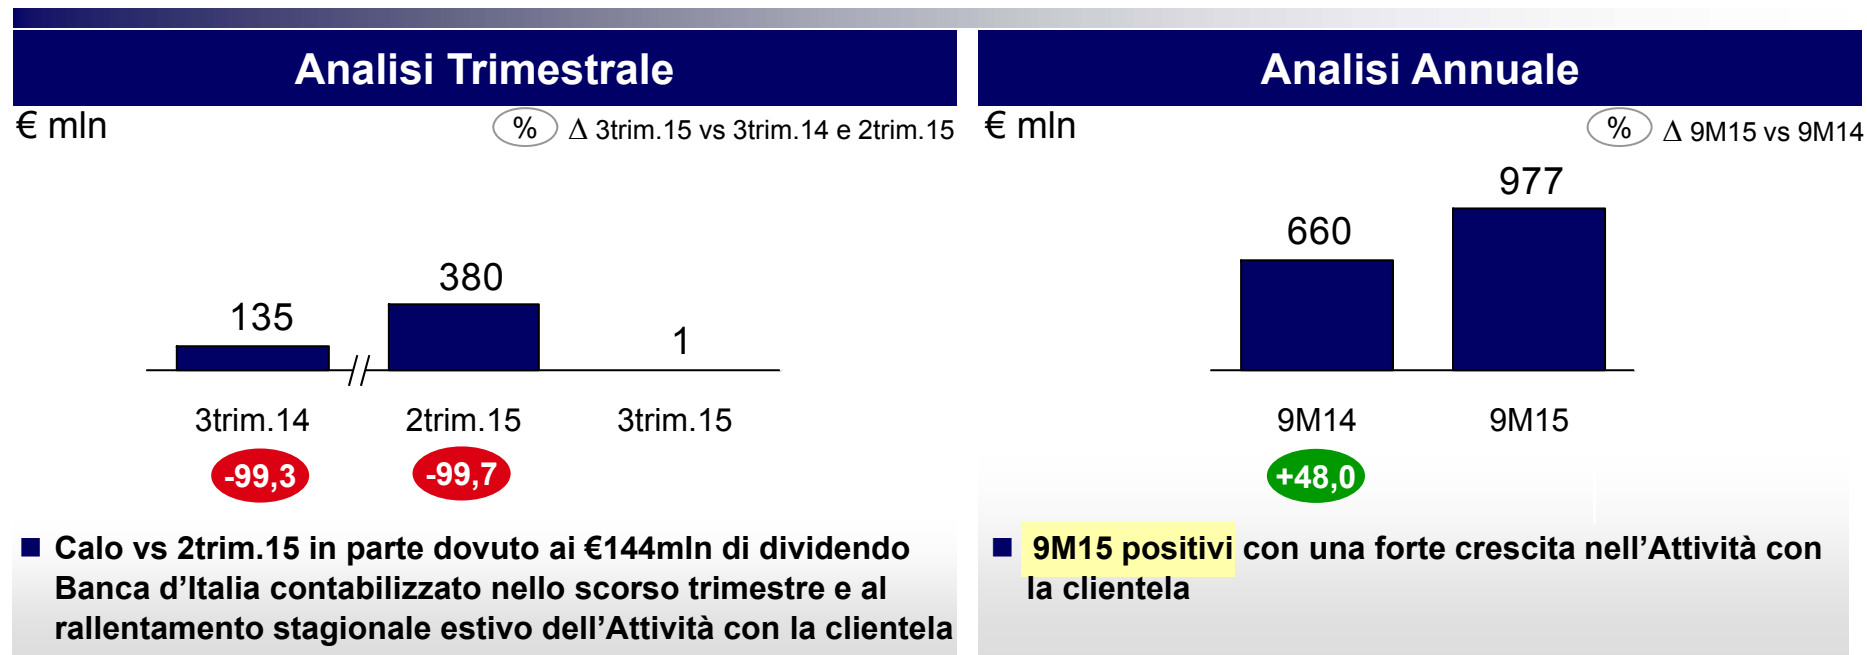 Analisi Trimestrale
€ mln
% Δ 3trim.15 vs 3trim.14 e 2trim.15
135
380
1
3trim.14
2trim.15
3trim.15
-99,3
-99,7
Calo vs 2trim.15 in parte dovuto ai €144mln di dividendo
Banca d’Italia contabilizzato nello scorso trimestre e al
rallentamento stagionale estivo dell’Attività con la clientela
Analisi Annuale
€ mln
% Δ 9M15 vs 9M14
660
977
9M14
9M15
+48,0
9M15 positivi con una forte crescita nell’Attività con
la clientela